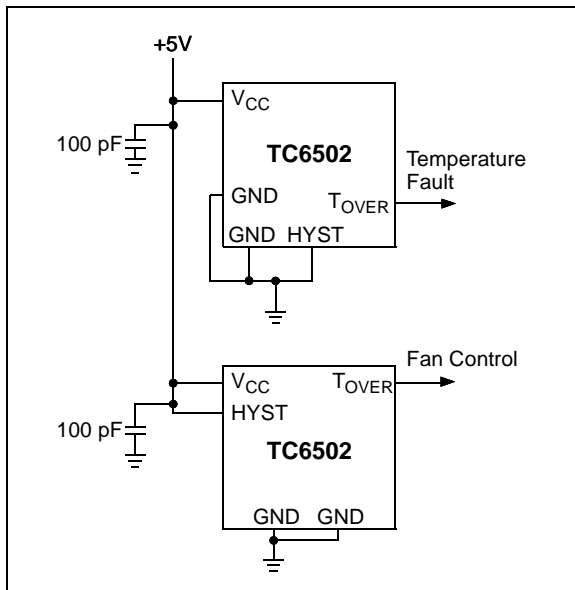 +5V
V_CC
100 pF
TC6502
Temperature
Fault
GND
T_OVER
GND HYST
Fan Control
V_CC
T_OVER
HYST
100 pF
TC6502
GND GND